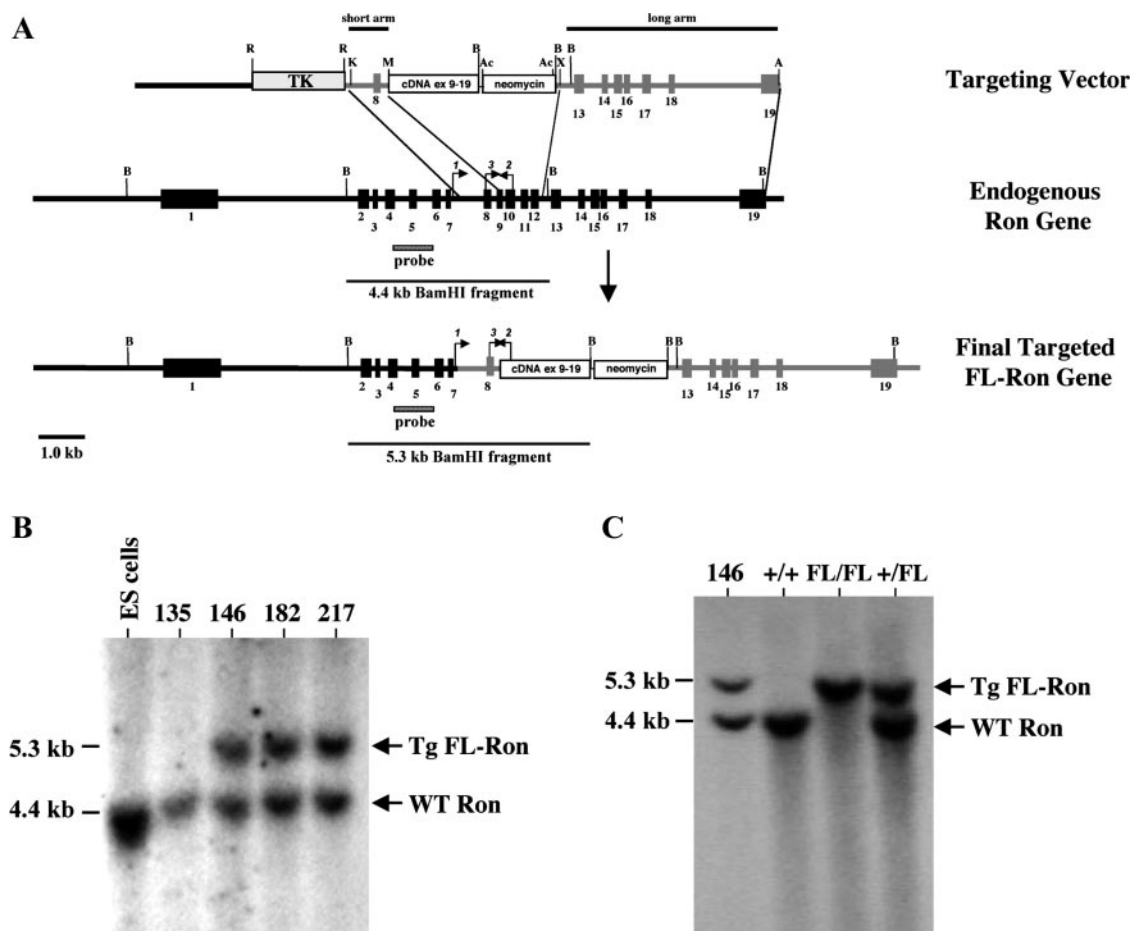 A
short arm
long arm
R R K M B Ac Ac B X B A
TK
8
cDNA ex 9-19
neomycin
13 14 15 16 17 18 19
Targeting Vector
B B 1 3 2 B B
1 2 3 4 5 6 7 8 9 10 11 12 13 14 15 16 17 18 19
Endogenous
Ron Gene
probe
4.4 kb BamHI fragment
B B 1 3 2 B B B B
1 2 3 4 5 6 7 8
cDNA ex 9-19
neomycin
13 14 15 16 17 18 19
Final Targeted
FL-Ron Gene
probe
1.0 kb
5.3 kb BamHI fragment
B
ES cells
135 146 182 217
5.3 kb
Tg FL-Ron
4.4 kb
WT Ron
C
146 +/+ FL/FL +/FL
5.3 kb
Tg FL-Ron
4.4 kb
WT Ron